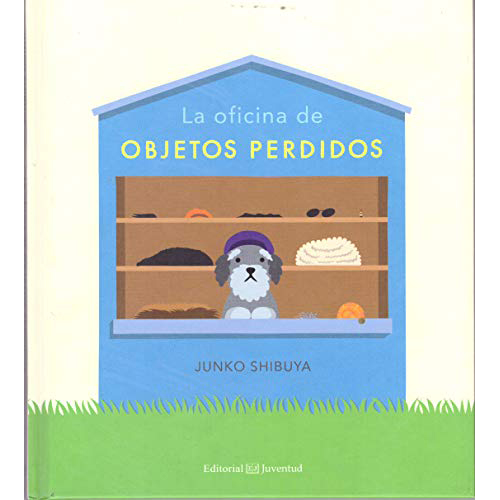 La oficina de
OBJETOS PERDIDOS
JUNKO SHIBUYA
Editorial Juventud